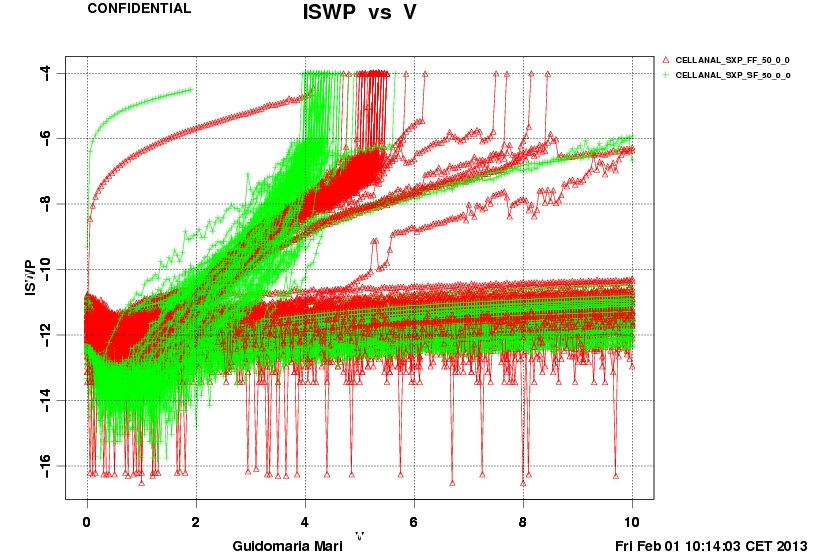 CONFIDENTIAL
ISWP vs V
CELLANAL_SXP_FF_50_0_0
CELLANAL_SXP_SF_50_0_0
-4
-6
-8
-10
ISWP
-12
-14
-16
0 2 4 6 8 10
V
Guidomaria Mari
Fri Feb 01 10:14:03 CET 2013